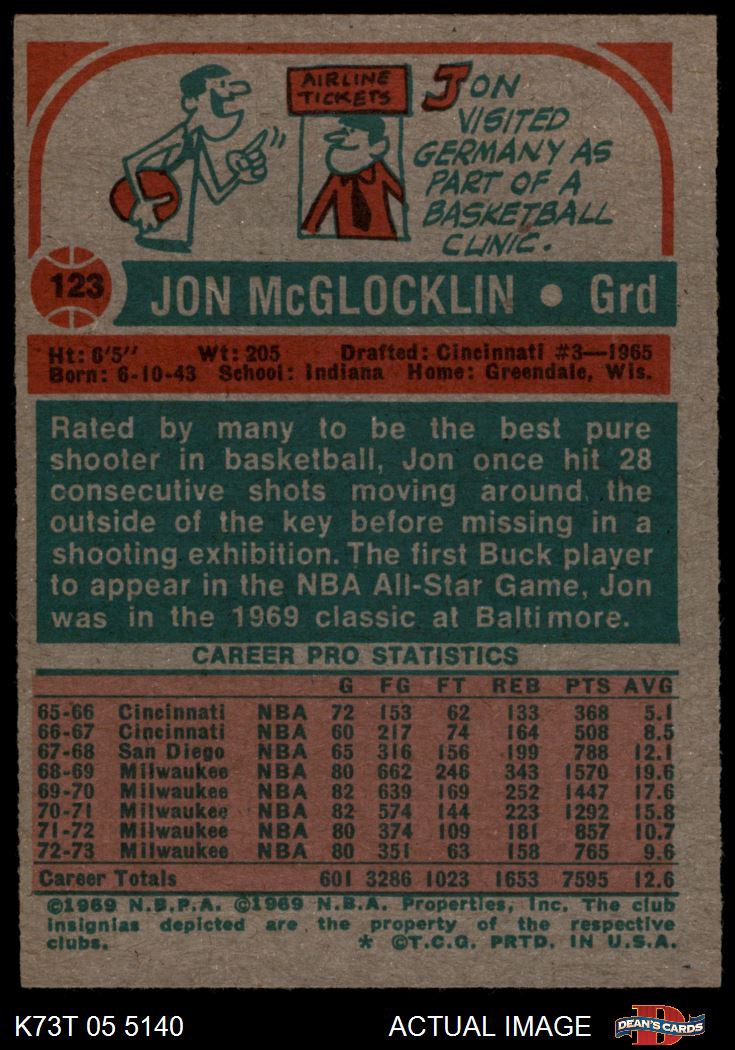 AIRLINE
TICKETS
JON
VISITED
GERMANY AS
PART OF A
BASKETBALL
CLINIC.
123 JON McGLOCKLIN • Grd
Ht: 6'5" Wt: 205 Drafted: Cincinnati #3—1965
Born: 6-10-43 School: Indiana Home: Greendale, Wis.
Rated by many to be the best pure
shooter in basketball, Jon once hit 28
consecutive shots moving around the
outside of the key before missing in a
shooting exhibition. The first Buck player
to appear in the NBA All-Star Game, Jon
was in the 1969 classic at Baltimore.
CAREER PRO STATISTICS
G FG FT REB PTS AVG
65-66 Cincinnati NBA 72 153 62 133 368 5.1
66-67 Cincinnati NBA 60 217 74 164 508 8.5
67-68 San Diego NBA 65 316 156 199 788 12.1
68-69 Milwaukee NBA 80 662 246 343 1570 19.6
69-70 Milwaukee NBA 82 639 169 252 1447 17.6
70-71 Milwaukee NBA 82 574 144 223 1292 15.8
71-72 Milwaukee NBA 80 374 109 181 857 10.7
72-73 Milwaukee NBA 80 351 63 158 765 9.6
Career Totals 601 3286 1023 1653 7595 12.6
©1969 N.B.P.A. ©1969 N.B.A. Properties, Inc. The club
insignias depicted are the property of the respective
clubs. * ©T.C.G. PRTD. IN U.S.A.
K73T 05 5140 ACTUAL IMAGE D DEAN'S CARDS